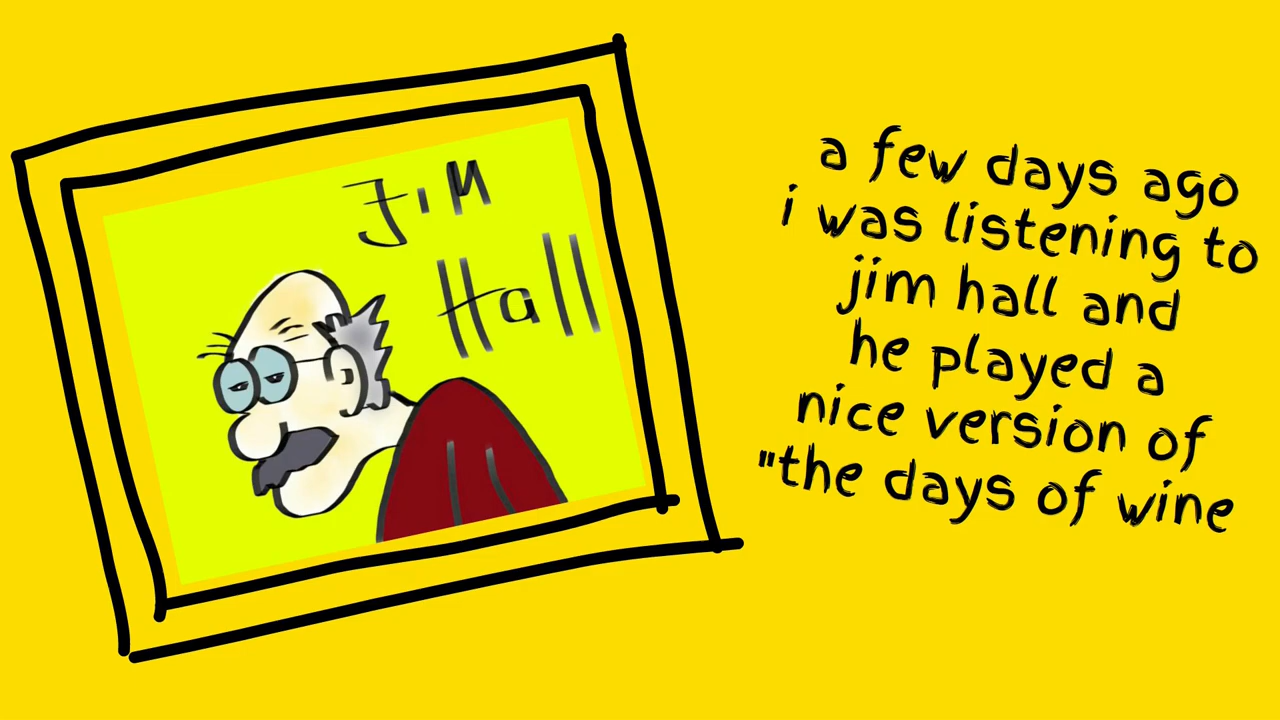 Jim
Hall
a few days ago
i was listening to
jim hall and
he played a
nice version of
"the days of wine